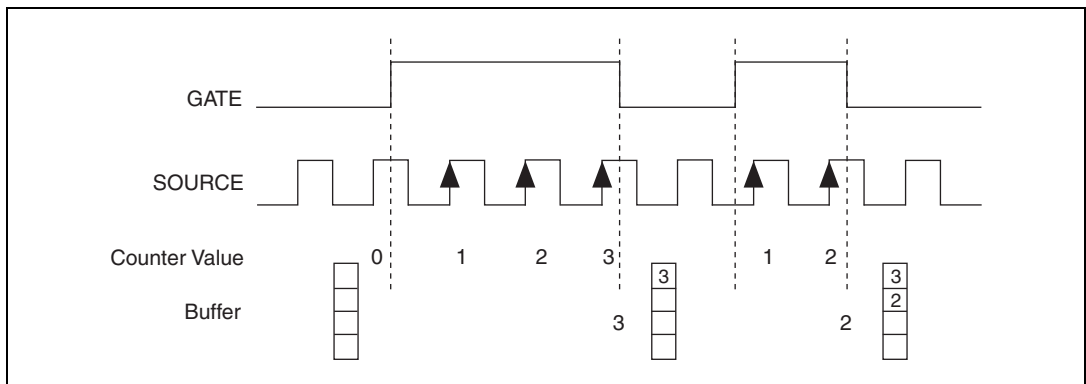 GATE
SOURCE
Counter Value 0 1 2 3 1 2
3 3
2
Buffer 3 2